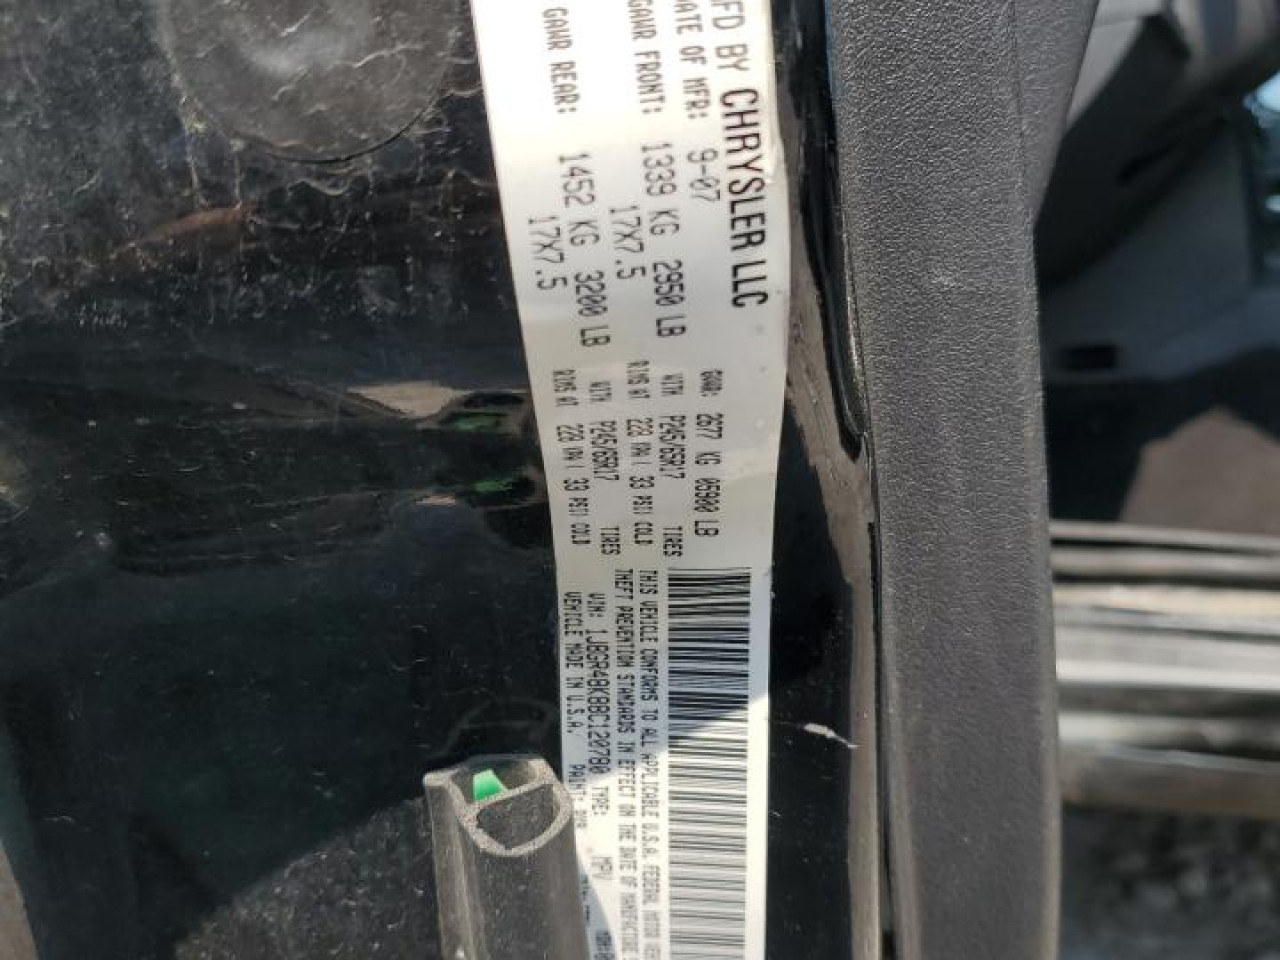 MFD BY CHRYSLER LLC
DATE OF MFR: 9-07 GVWR: 2677 KG 05900 LB
GAWR FRONT: 1339 KG 2950 LB WITH P245/65R17 TIRES
17X7.5 RIMS AT 228 KPA( 33 PSI) COLD
GAWR REAR: 1452 KG 3200 LB WITH P245/65R17 TIRES
17X7.5 RIMS AT 228 KPA( 33 PSI) COLD
THIS VEHICLE CONFORMS TO ALL APPLICABLE U.S.A. FEDERAL MOTOR
THEFT PREVENTION STANDARDS IN EFFECT ON THE DATE OF MANUFACTURE
VIN: TYPE: MPV
VEHICLE MADE IN U.S.A. PAINT: